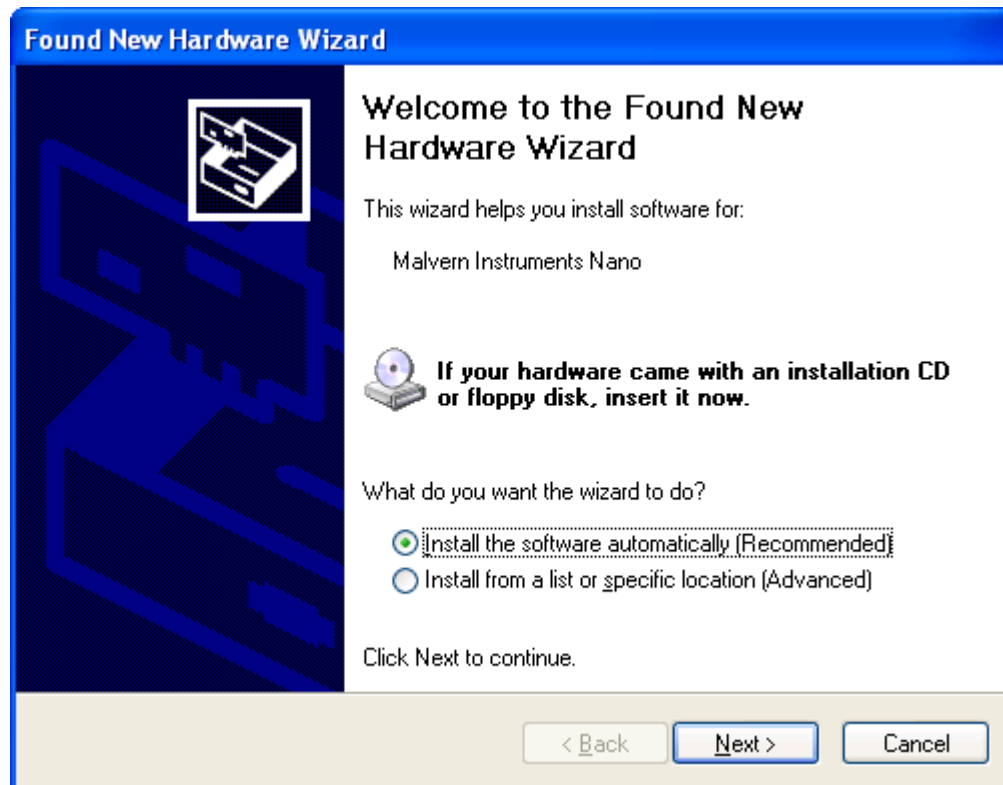 Found New Hardware Wizard
Welcome to the Found New
Hardware Wizard
This wizard helps you install software for:
Malvern Instruments Nano
If your hardware came with an installation CD
or floppy disk, insert it now.
What do you want the wizard to do?
Install the software automatically (Recommended)
Install from a list or specific location (Advanced)
Click Next to continue.
< Back Next > Cancel